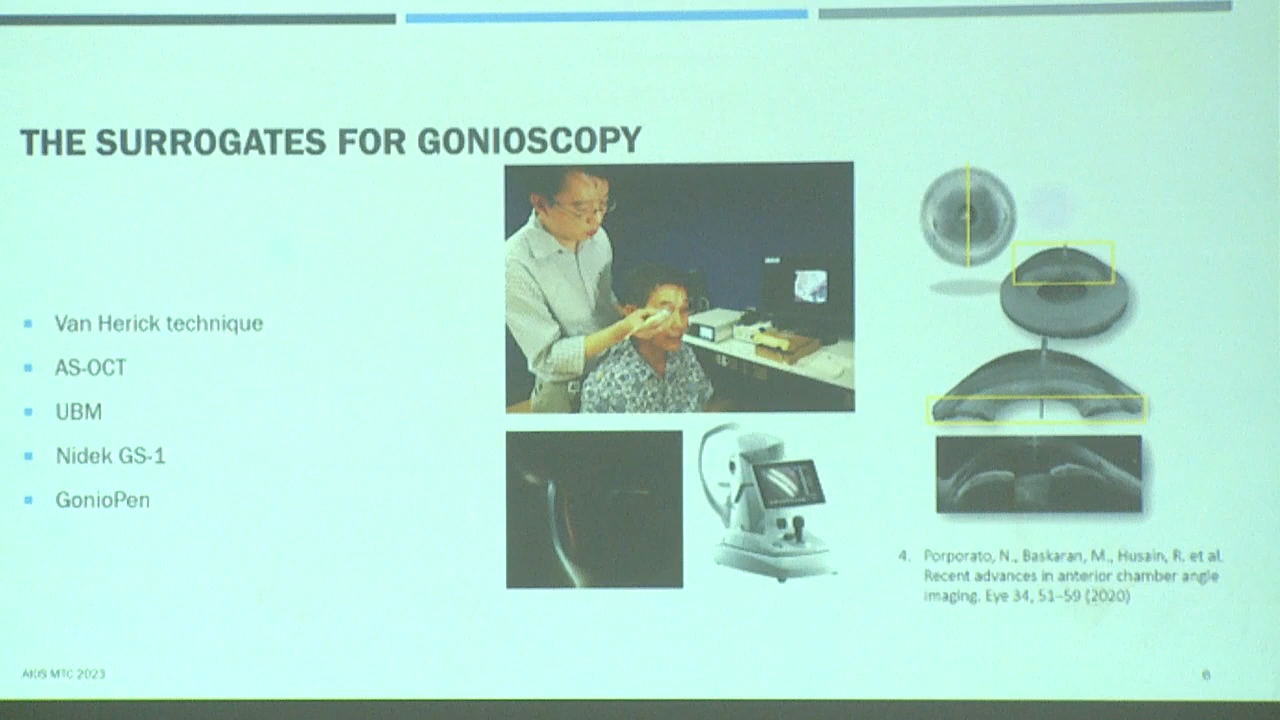 THE SURROGATES FOR GONIOSCOPY
Van Herick technique
AS-OCT
UBM
Nidek GS-1
GonioPen
4. Porporato, N., Baskaran, M., Husain, R. et al.
Recent advances in anterior chamber angle
imaging. Eye 34, 51–59 (2020)
MTC 2023
6